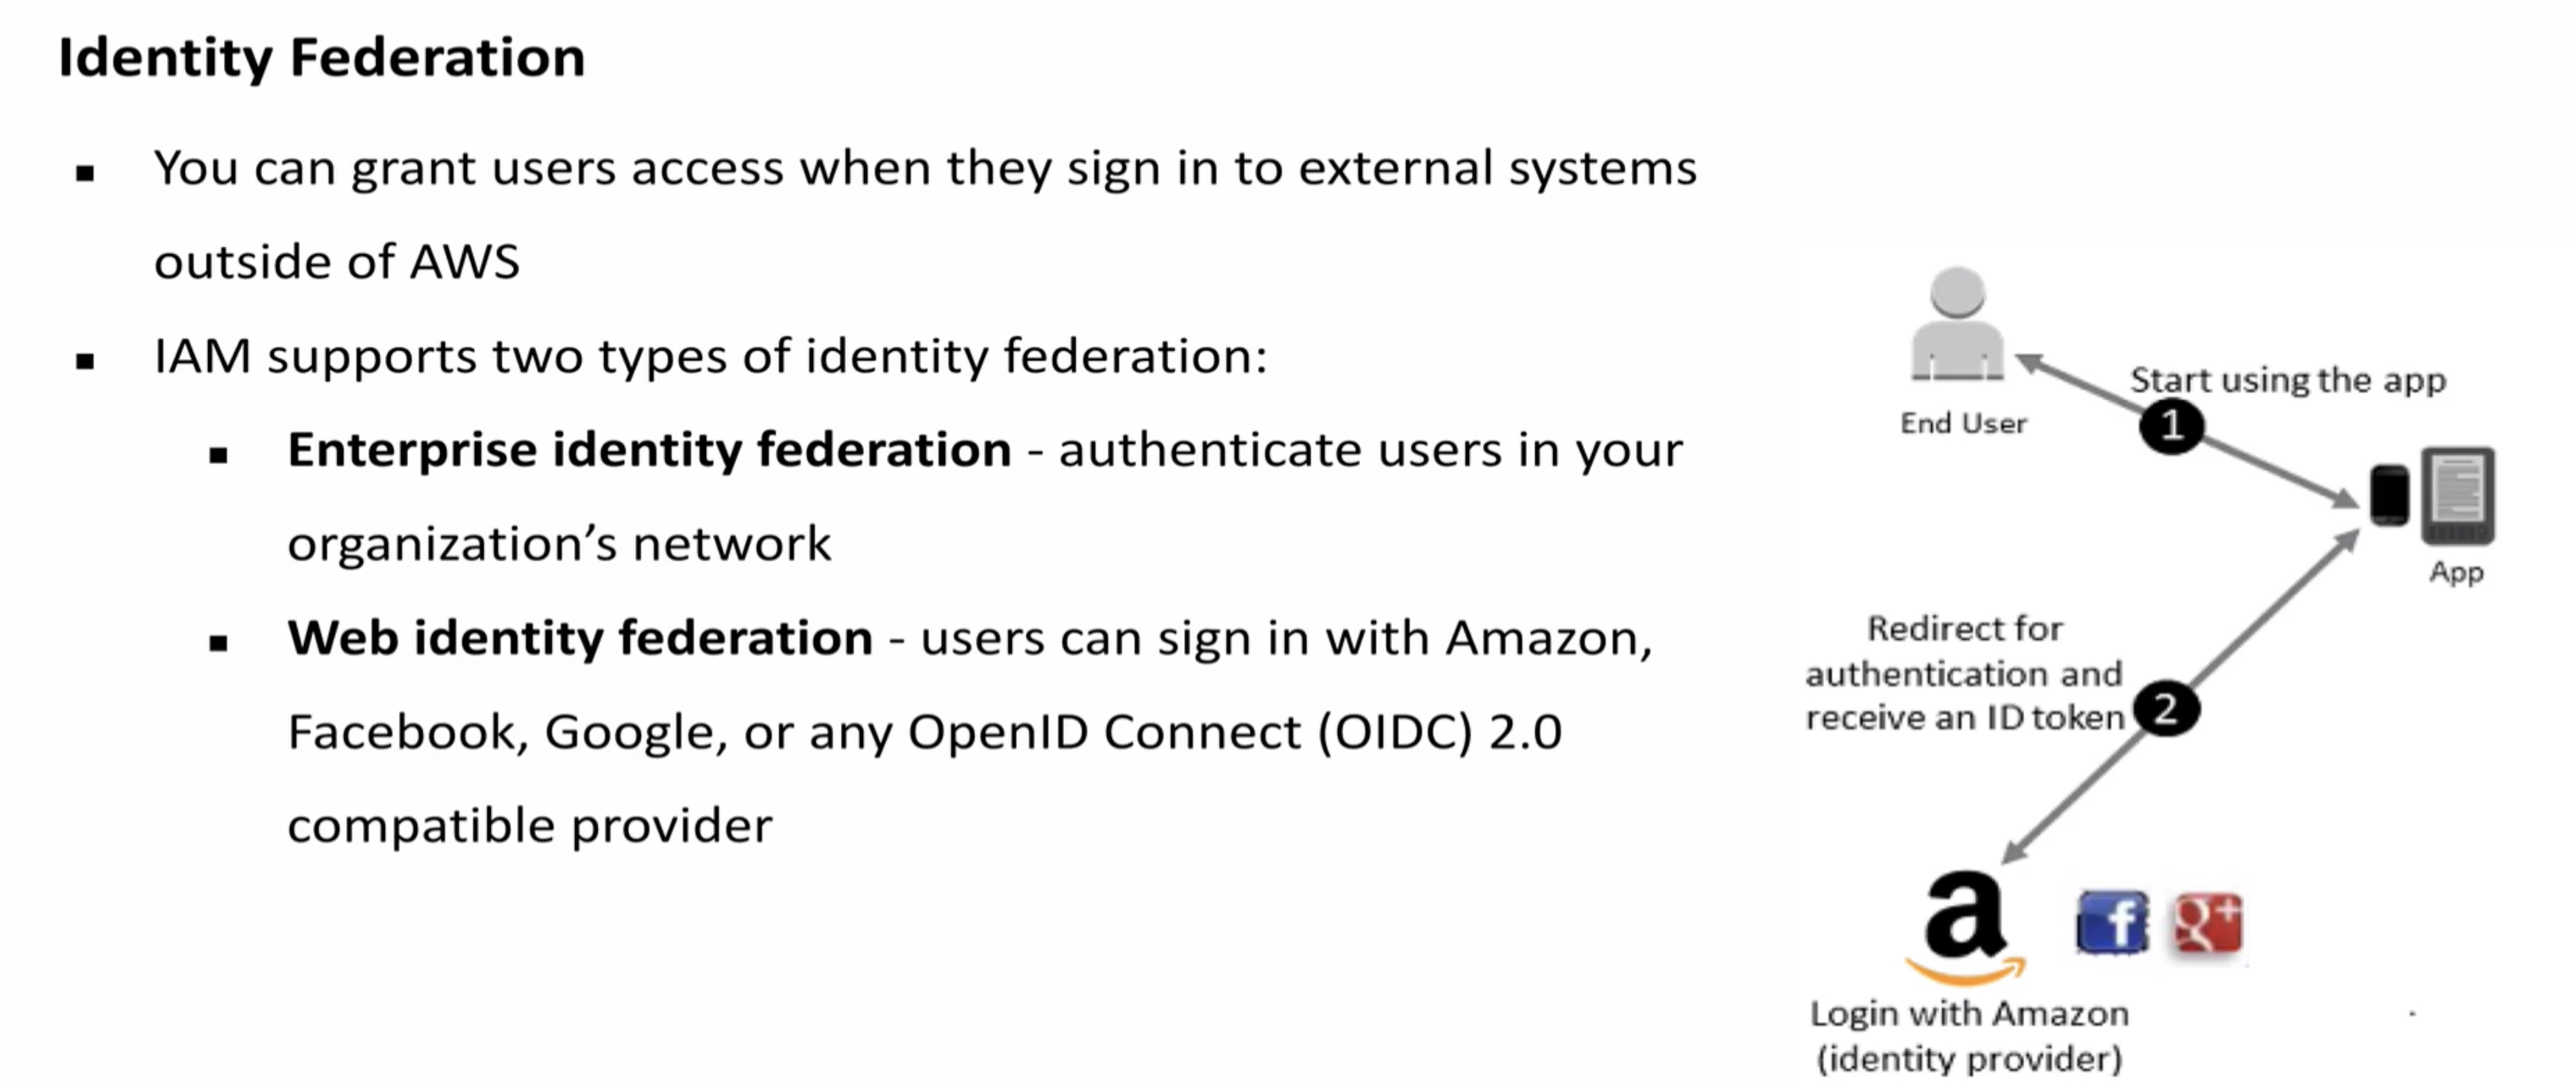 Identity Federation
▪ You can grant users access when they sign in to external systems
outside of AWS
▪ IAM supports two types of identity federation:
▪ Enterprise identity federation - authenticate users in your
organization’s network
▪ Web identity federation - users can sign in with Amazon,
Facebook, Google, or any OpenID Connect (OIDC) 2.0
compatible provider
End User
Start using the app
1
App
Redirect for
authentication and
receive an ID token
2
a
f
g+
Login with Amazon
(identity provider)